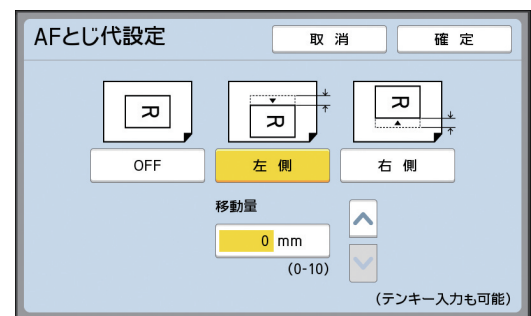 AFとじ代設定
取 消
確 定
R
R
R
OFF
左 側
右 側
移動量
0 mm
(0-10)
(テンキー入力も可能)